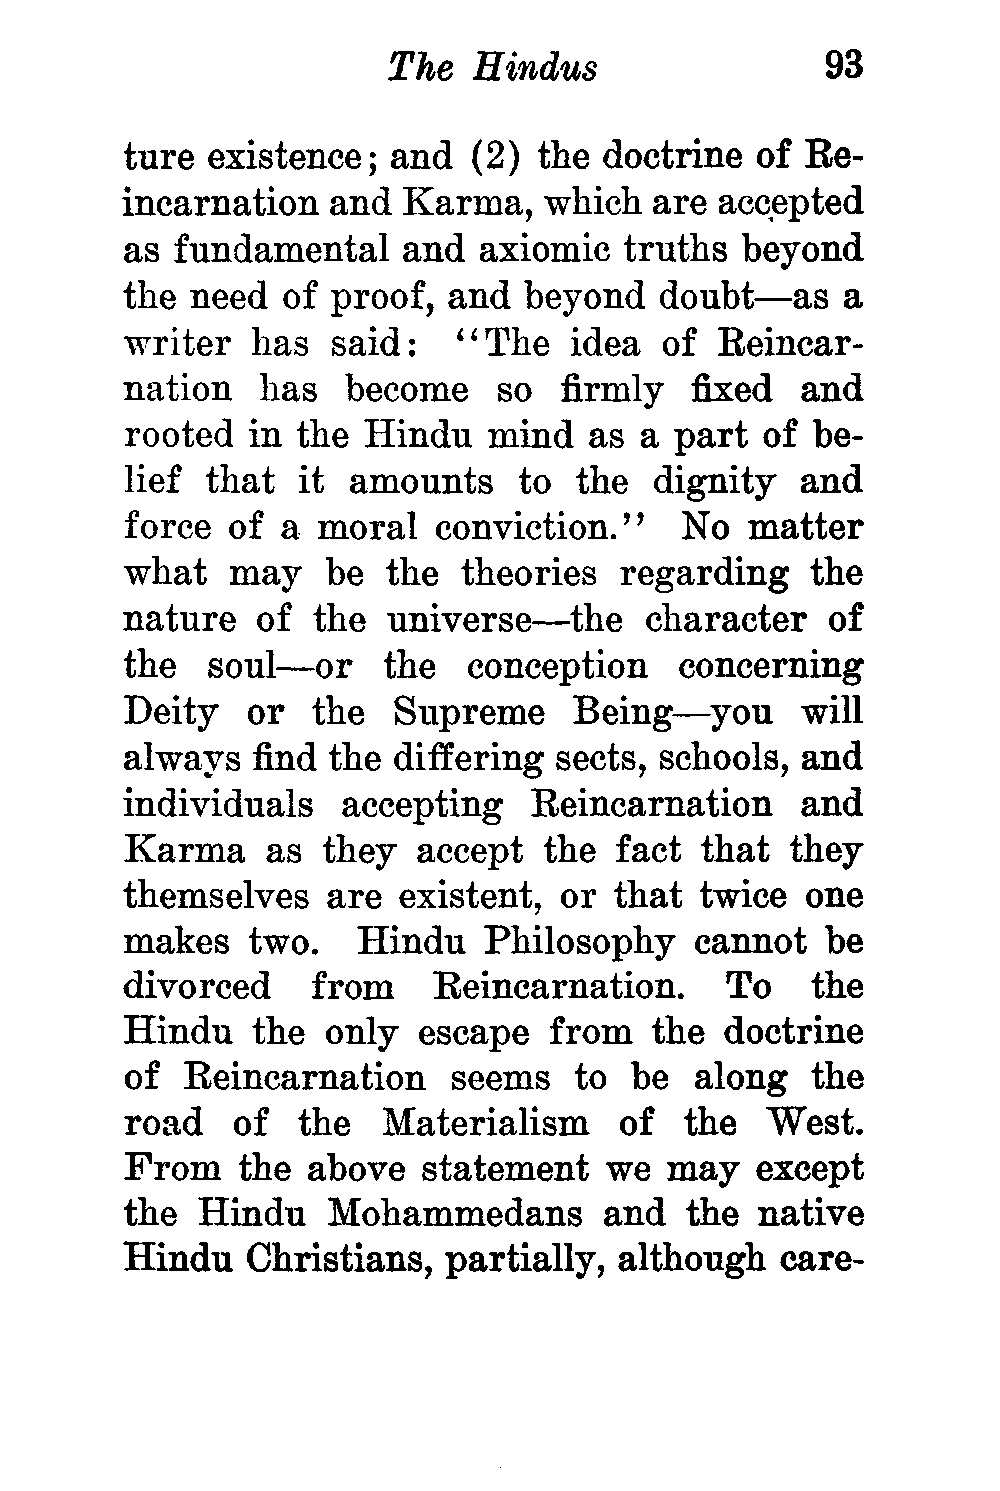 The Hindus 93
ture existence; and (2) the doctrine of Re-
incarnation and Karma, which are accepted
as fundamental and axiomic truths beyond
the need of proof, and beyond doubt—as a
writer has said: "The idea of Reincar-
nation has become so firmly fixed and
rooted in the Hindu mind as a part of be-
lief that it amounts to the dignity and
force of a moral conviction." No matter
what may be the theories regarding the
nature of the universe—the character of
the soul—or the conception concerning
Deity or the Supreme Being—you will
always find the differing sects, schools, and
individuals accepting Reincarnation and
Karma as they accept the fact that they
themselves are existent, or that twice one
makes two. Hindu Philosophy cannot be
divorced from Reincarnation. To the
Hindu the only escape from the doctrine
of Reincarnation seems to be along the
road of the Materialism of the West.
From the above statement we may except
the Hindu Mohammedans and the native
Hindu Christians, partially, although care-